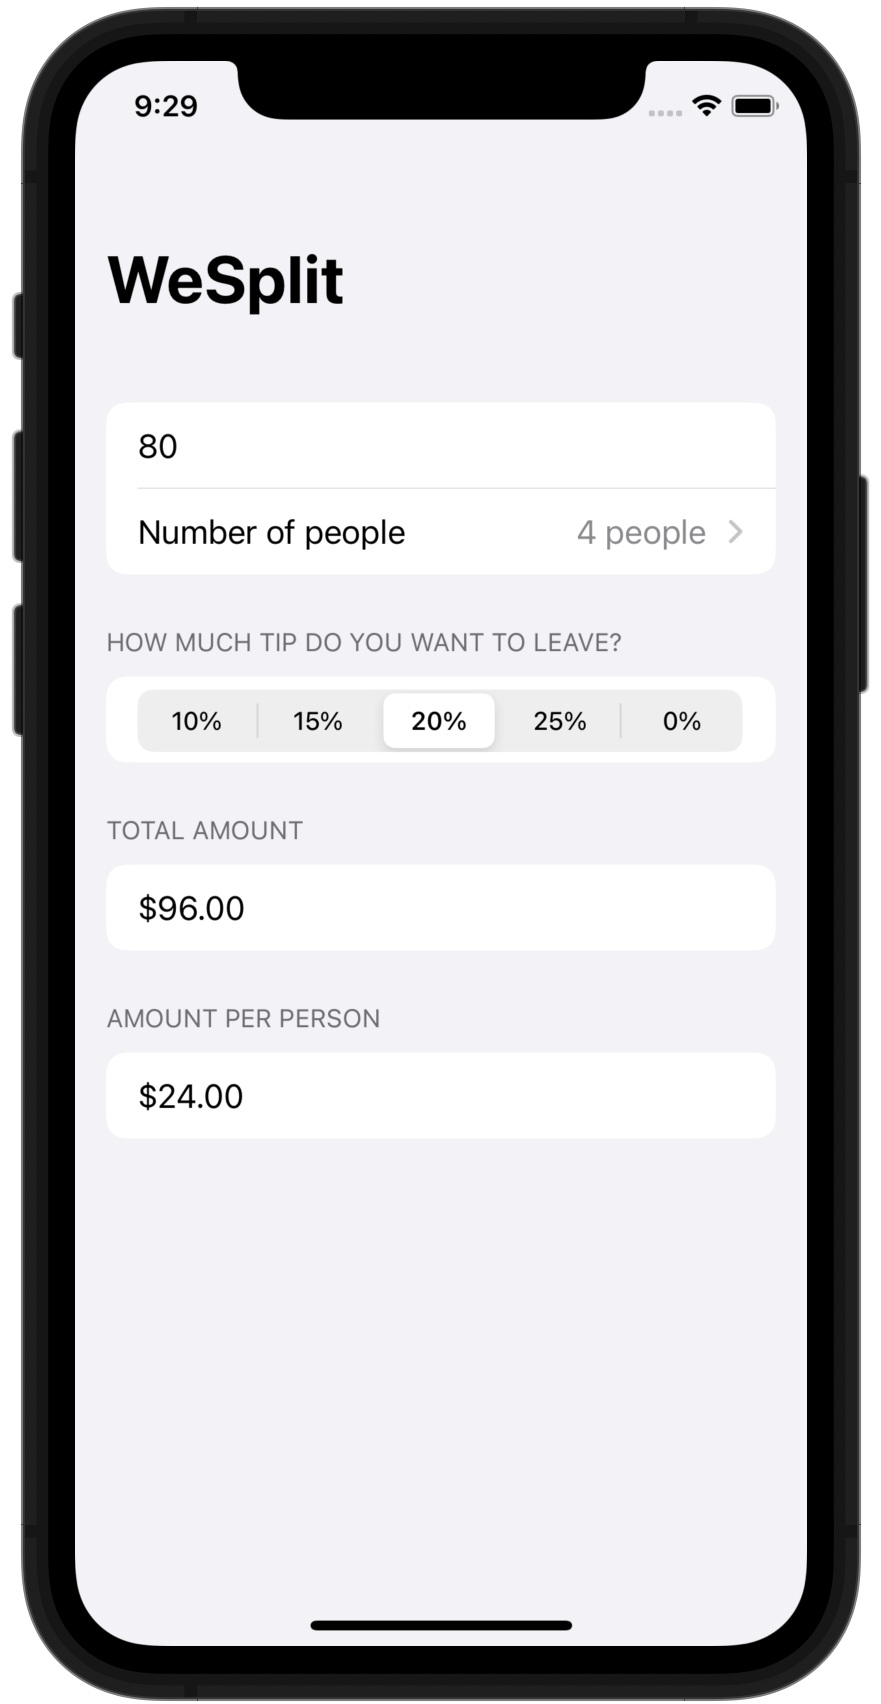 9:29
WeSplit
80
Number of people 4 people
HOW MUCH TIP DO YOU WANT TO LEAVE?
10% 15% 20% 25% 0%
TOTAL AMOUNT
$96.00
AMOUNT PER PERSON
$24.00